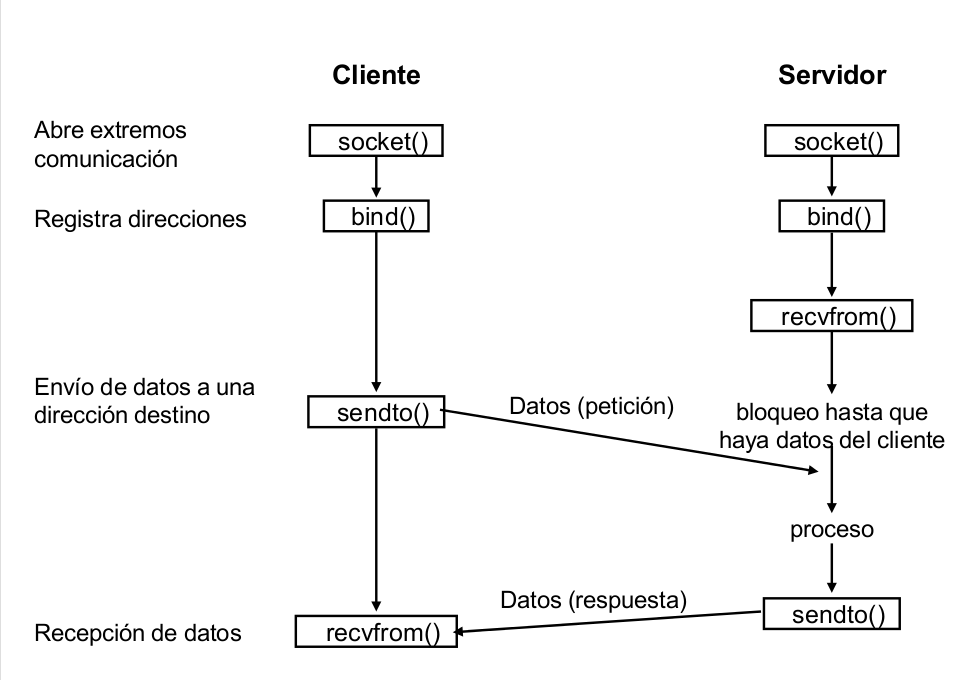 Cliente
Servidor
Abre extremos
comunicación
socket()
socket()
Registra direcciones
bind()
bind()
recvfrom()
Envío de datos a una
dirección destino
sendto()
Datos (petición)
bloqueo hasta que
haya datos del cliente
proceso
Datos (respuesta)
sendto()
Recepción de datos
recvfrom()